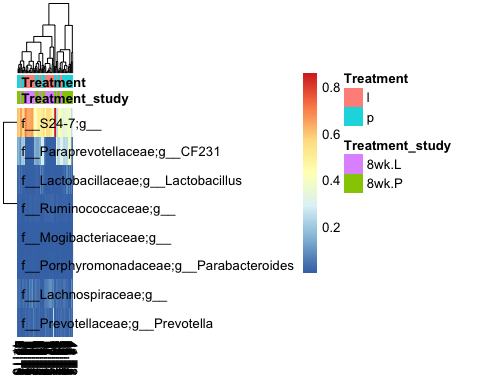 Treatment
Treatment_study
f__S24-7;g__
f__Paraprevotellaceae;g__CF231
f__Lactobacillaceae;g__Lactobacillus
f__Ruminococcaceae;g__
f__Mogibacteriaceae;g__
f__Porphyromonadaceae;g__Parabacteroides
f__Lachnospiraceae;g__
f__Prevotellaceae;g__Prevotella
0.8
0.6
0.4
0.2
Treatment
l
p
Treatment_study
8wk.L
8wk.P